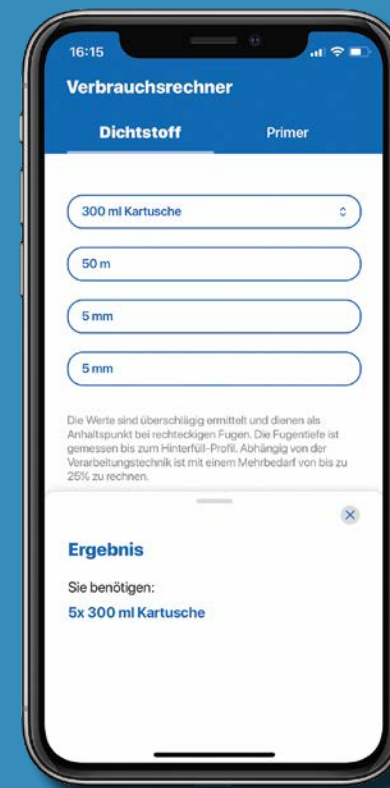 16:15
Verbrauchsrechner
Dichtstoff Primer
300 ml Kartusche
50 m
5 mm
5 mm
Die Werte sind überschlägig ermittelt und dienen als
Anhaltspunkt bei rechteckigen Fugen. Die Fugentiefe ist
gemessen bis zum Hinterfüll-Profil. Abhängig von der
Verarbeitungstechnik ist mit einem Mehrbedarf von bis zu
25% zu rechnen.
Ergebnis
Sie benötigen:
5x 300 ml Kartusche